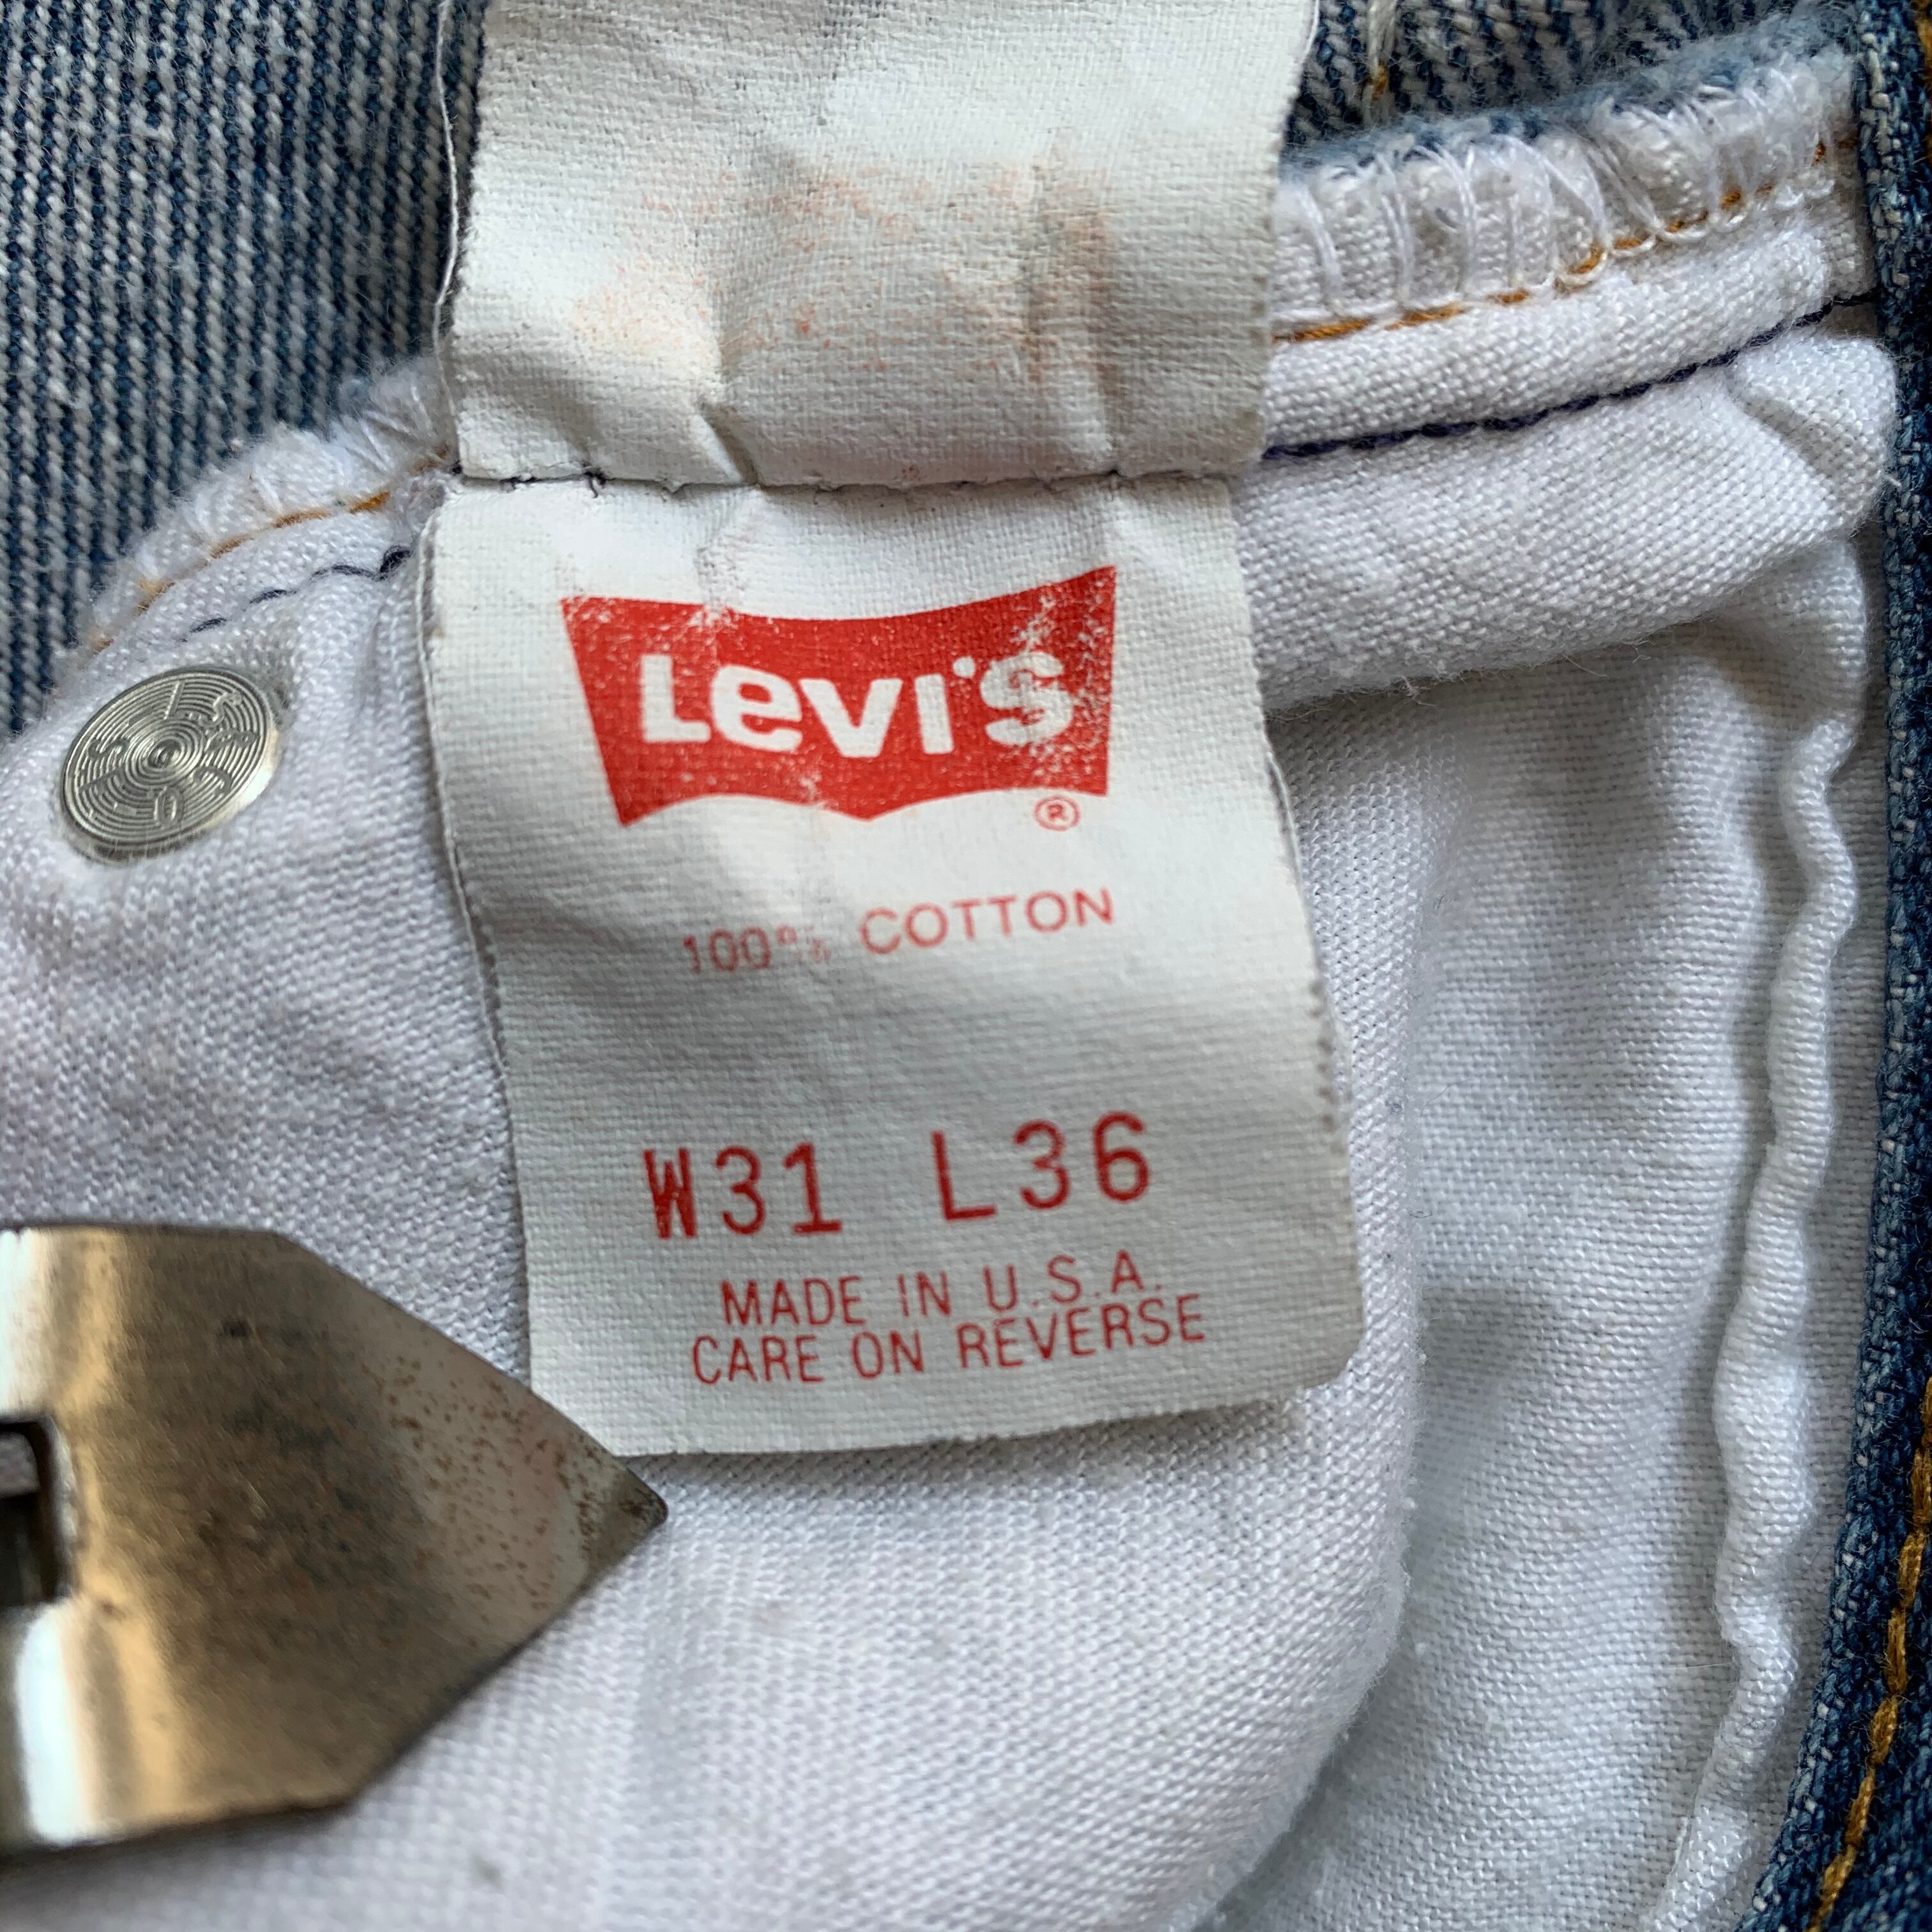 Levi's
®
100% COTTON
W31 L36
MADE IN U.S.A.
CARE ON REVERSE